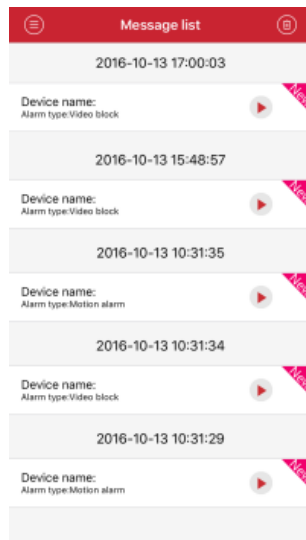 Message list
2016-10-13 17:00:03
New
Device name:
Alarm type:Video block
2016-10-13 15:48:57
New
Device name:
Alarm type:Video block
2016-10-13 10:31:35
New
Device name:
Alarm type:Motion alarm
2016-10-13 10:31:34
New
Device name:
Alarm type:Video block
2016-10-13 10:31:29
New
Device name:
Alarm type:Motion alarm